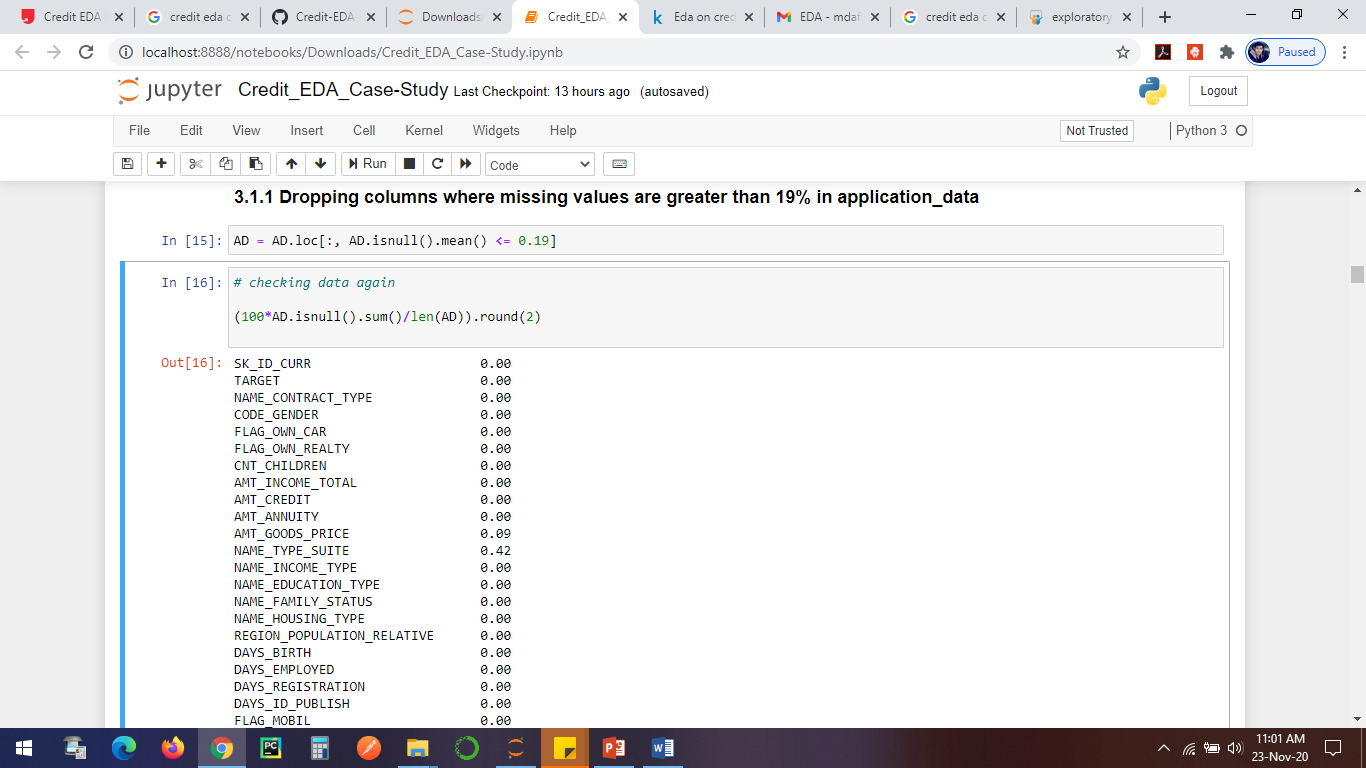 Credit EDA
credit eda c
Credit-EDA-
Downloads/
Credit_EDA_
Eda on cred
EDA - mdaf
credit eda c
exploratory
localhost:8888/notebooks/Downloads/Credit_EDA_Case-Study.ipynb
Paused
jupyter Credit_EDA_Case-Study Last Checkpoint: 13 hours ago (autosaved)
Logout
File Edit View Insert Cell Kernel Widgets Help
Not Trusted
Python 3
Run
Code
3.1.1 Dropping columns where missing values are greater than 19% in application_data
In [15]: AD = AD.loc[:, AD.isnull().mean() <= 0.19]
In [16]: # checking data again
(100*AD.isnull().sum()/len(AD)).round(2)
Out[16]: SK_ID_CURR 0.00
TARGET 0.00
NAME_CONTRACT_TYPE 0.00
CODE_GENDER 0.00
FLAG_OWN_CAR 0.00
FLAG_OWN_REALTY 0.00
CNT_CHILDREN 0.00
AMT_INCOME_TOTAL 0.00
AMT_CREDIT 0.00
AMT_ANNUITY 0.00
AMT_GOODS_PRICE 0.09
NAME_TYPE_SUITE 0.42
NAME_INCOME_TYPE 0.00
NAME_EDUCATION_TYPE 0.00
NAME_FAMILY_STATUS 0.00
NAME_HOUSING_TYPE 0.00
REGION_POPULATION_RELATIVE 0.00
DAYS_BIRTH 0.00
DAYS_EMPLOYED 0.00
DAYS_REGISTRATION 0.00
DAYS_ID_PUBLISH 0.00
FLAG_MOBIL 0.00
11:01 AM
23-Nov-20